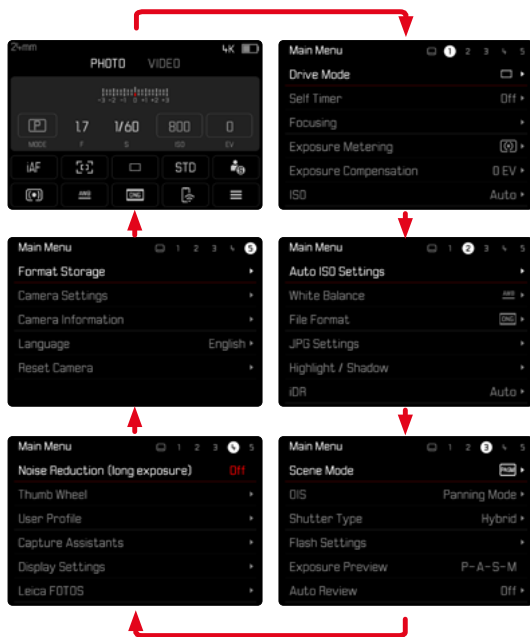 24mm 4K
PHOTO VIDEO
-3 -2 -1 0 +1 +2 +3
P 1.7 1/60 800 0
MODE F S ISO EV
iAF STD
AWB DNG
Main Menu 1 2 3 4 5
Drive Mode
Self Timer Off
Focusing
Exposure Metering
Exposure Compensation 0 EV
ISO Auto
Main Menu 1 2 3 4 5
Auto ISO Settings
White Balance AWB
File Format DNG
JPG Settings
Highlight / Shadow
iDR Auto
Main Menu 1 2 3 4 5
Scene Mode PASM
OIS Panning Mode
Shutter Type Hybrid
Flash Settings
Exposure Preview P-A-S-M
Auto Review Off
Main Menu 1 2 3 4 5
Noise Reduction (long exposure) Off
Thumb Wheel
User Profile
Capture Assistants
Display Settings
Leica FOTOS
Main Menu 1 2 3 4 5
Format Storage
Camera Settings
Camera Information
Language English
Reset Camera